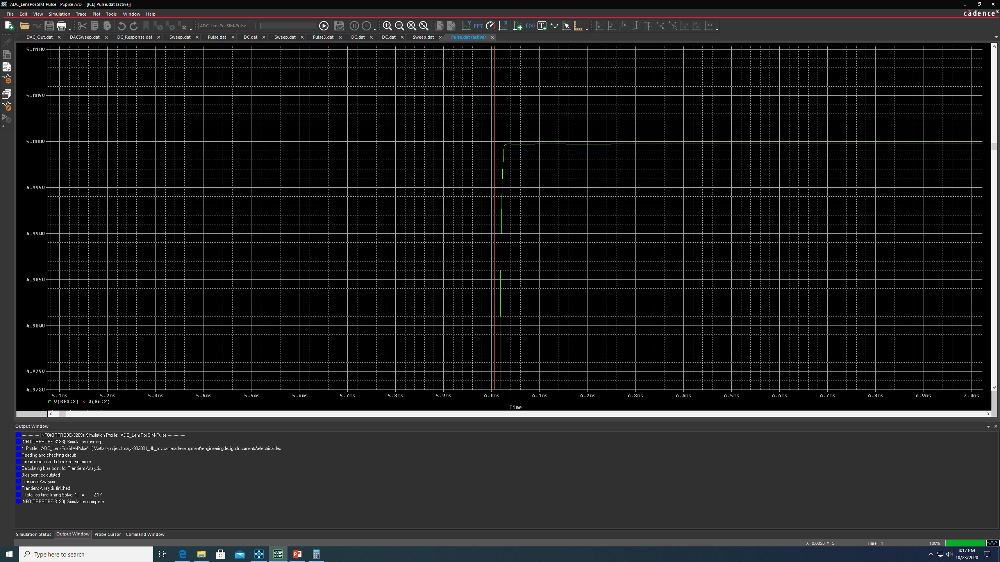 ADC_LensPosSIM-Pulse - PSpice A/D - [(CB) Pulse.dat (active)]
File Edit View Simulation Trace Plot Tools Window Help
cādence®
ADC_LensPosSIM-Pulse
FFT f(x)
DAC_Out.dat DACSweep.dat DC_Response.dat Sweep.dat Pulse.dat DC.dat Sweep.dat Pulse3.dat DC.dat DC.dat Sweep.dat Pulse.dat (active)
5.010V
5.005V
5.000V
4.995V
4.990V
4.985V
4.980V
4.975V
4.973V
5.1ms 5.2ms 5.3ms 5.4ms 5.5ms 5.6ms 5.7ms 5.8ms 5.9ms 6.0ms 6.1ms 6.2ms 6.3ms 6.4ms 6.5ms 6.6ms 6.7ms 6.8ms 6.9ms 7.0ms
V(Rf3:2) V(R6:2)
Time
Output Window
--------------- INFO(ORPROBE-3209): Simulation Profile: ADC_LensPosSIM-Pulse ---------------
INFO(ORPROBE-3183): Simulation running...
** Profile: "ADC_LensPosSIM-Pulse" [ \\atlas\projectlibrary\902001_4k_rovcameradevelopment\engineeringdesigndocuments\electricaldes
Reading and checking circuit
Circuit read in and checked, no errors
Calculating bias point for Transient Analysis
Bias point calculated
Transient Analysis
Transient Analysis finished
Total job time (using Solver 1) = 2.17
INFO(ORPROBE-3190): Simulation complete
Simulation Status Output Window Probe Cursor Command Window
X=0.0058 Y=5 Time= 1 100%
Type here to search
4:17 PM
10/23/2020